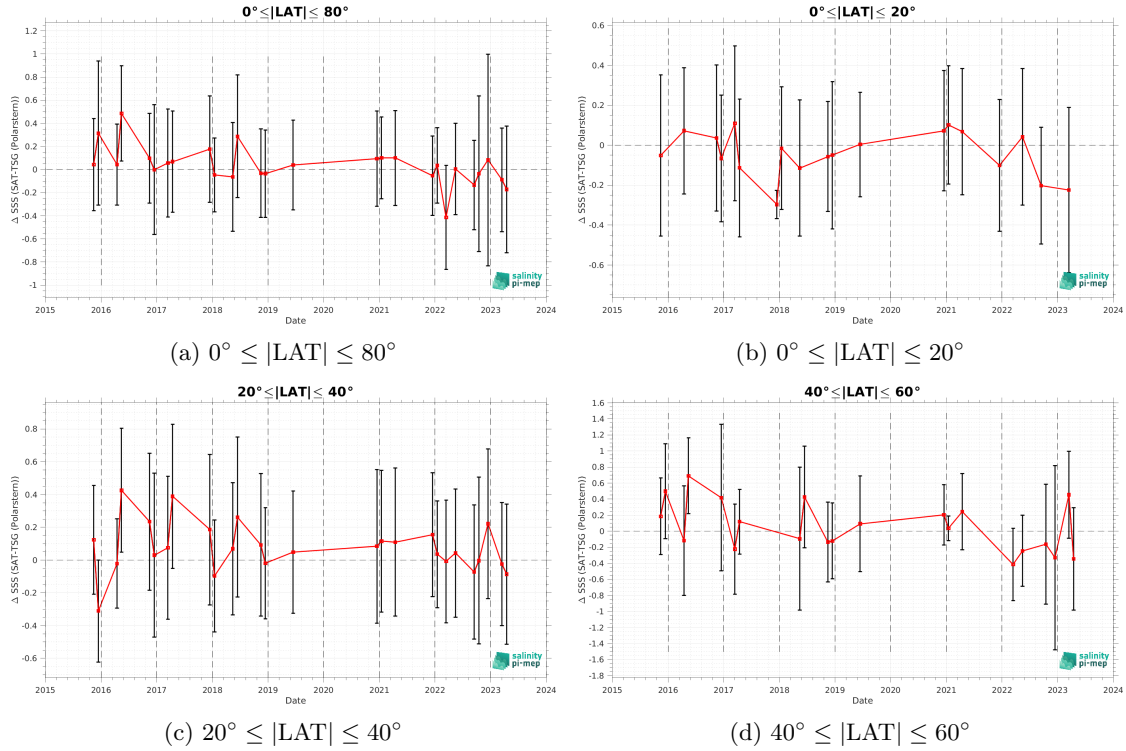 0°≤|LAT|≤ 80°
Δ SSS (SAT-TSG (Polarstern))
1.2
1
0.8
0.6
0.4
0.2
0
-0.2
-0.4
-0.6
-0.8
-1
2015 2016 2017 2018 2019 2020 2021 2022 2023 2024
Date
salinity
pi-mep
(a) 0° ≤ |LAT| ≤ 80°
0°≤|LAT|≤ 20°
Δ SSS (SAT-TSG (Polarstern))
0.6
0.4
0.2
0
-0.2
-0.4
-0.6
2015 2016 2017 2018 2019 2020 2021 2022 2023 2024
Date
salinity
pi-mep
(b) 0° ≤ |LAT| ≤ 20°
20°≤|LAT|≤ 40°
Δ SSS (SAT-TSG (Polarstern))
0.8
0.6
0.4
0.2
0
-0.2
-0.4
-0.6
2015 2016 2017 2018 2019 2020 2021 2022 2023 2024
Date
salinity
pi-mep
(c) 20° ≤ |LAT| ≤ 40°
40°≤|LAT|≤ 60°
Δ SSS (SAT-TSG (Polarstern))
1.6
1.4
1.2
1
0.8
0.6
0.4
0.2
0
-0.2
-0.4
-0.6
-0.8
-1
-1.2
-1.4
-1.6
-1.8
2015 2016 2017 2018 2019 2020 2021 2022 2023 2024
Date
salinity
pi-mep
(d) 40° ≤ |LAT| ≤ 60°